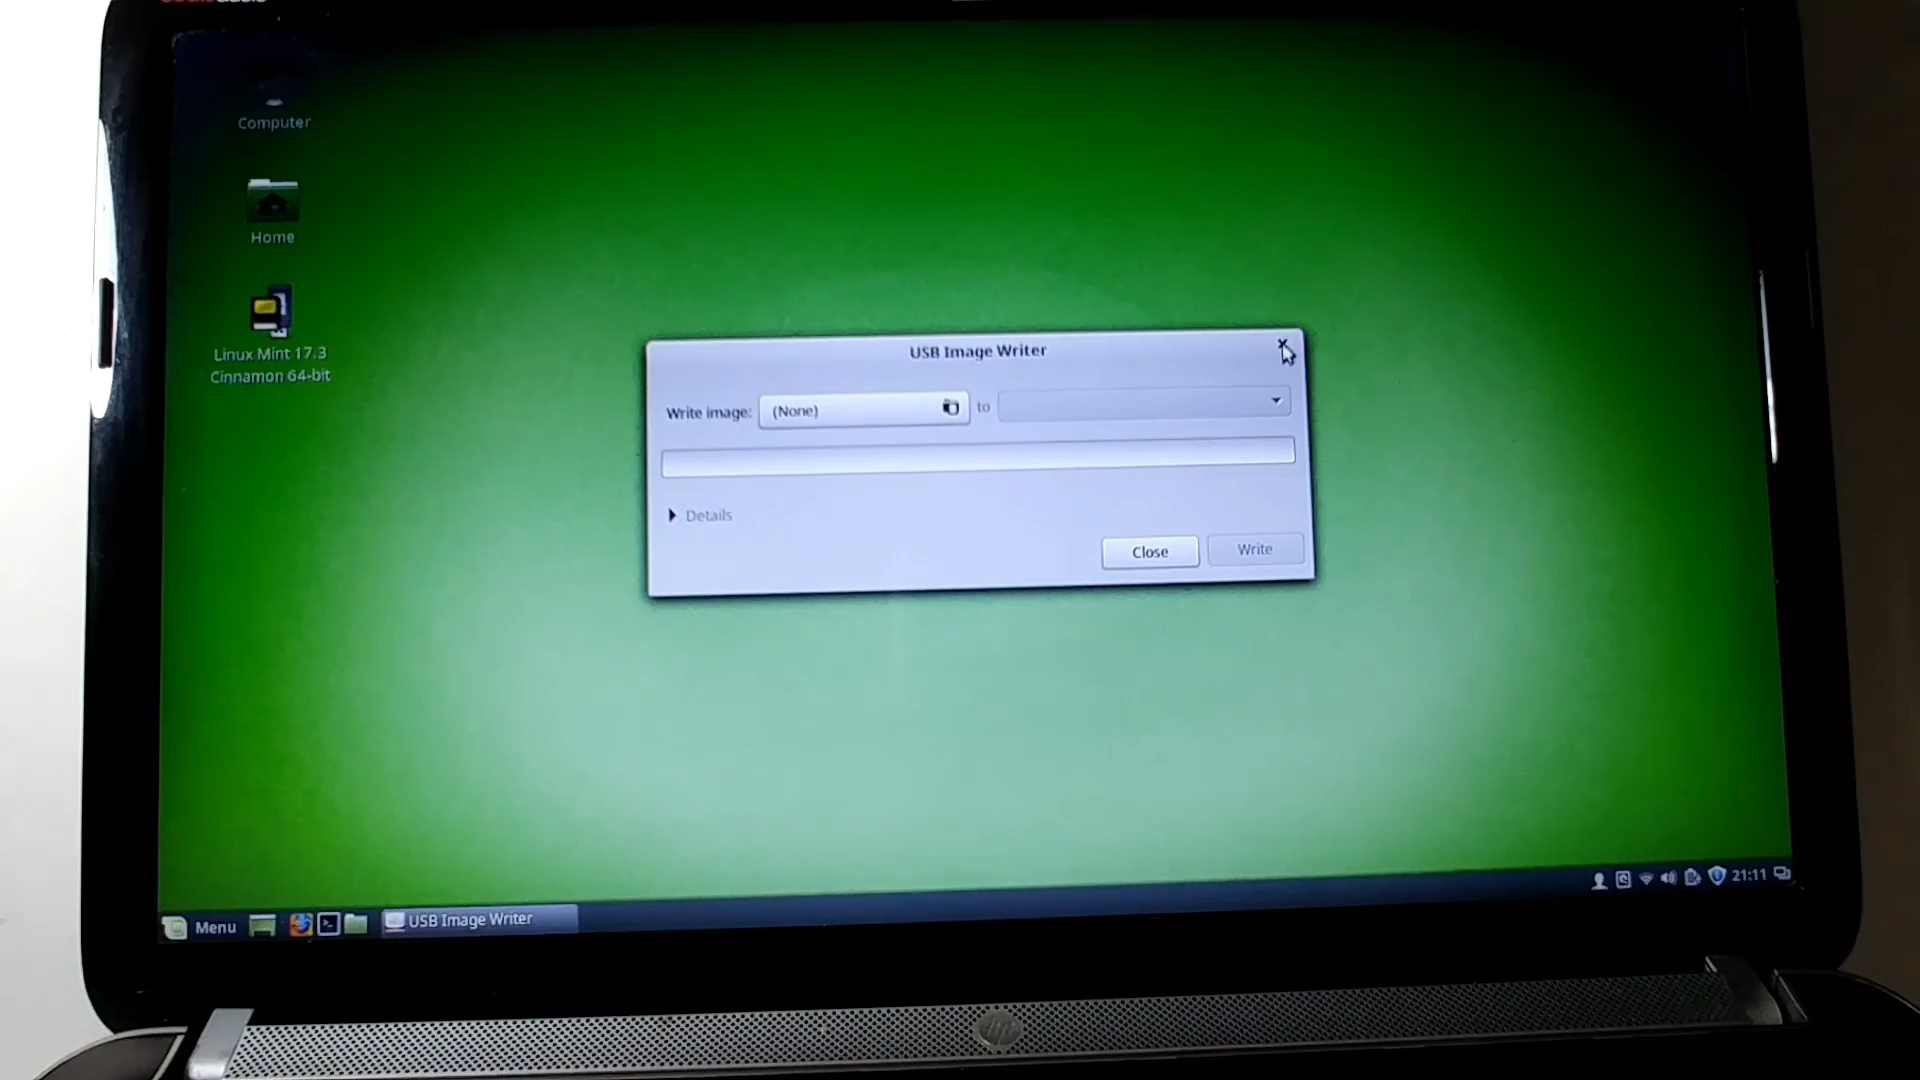 Computer
Home
Linux Mint 17.3
Cinnamon 64-bit
USB Image Writer
Write image: (None) to
Details
Close Write
Menu USB Image Writer 21:11
hp